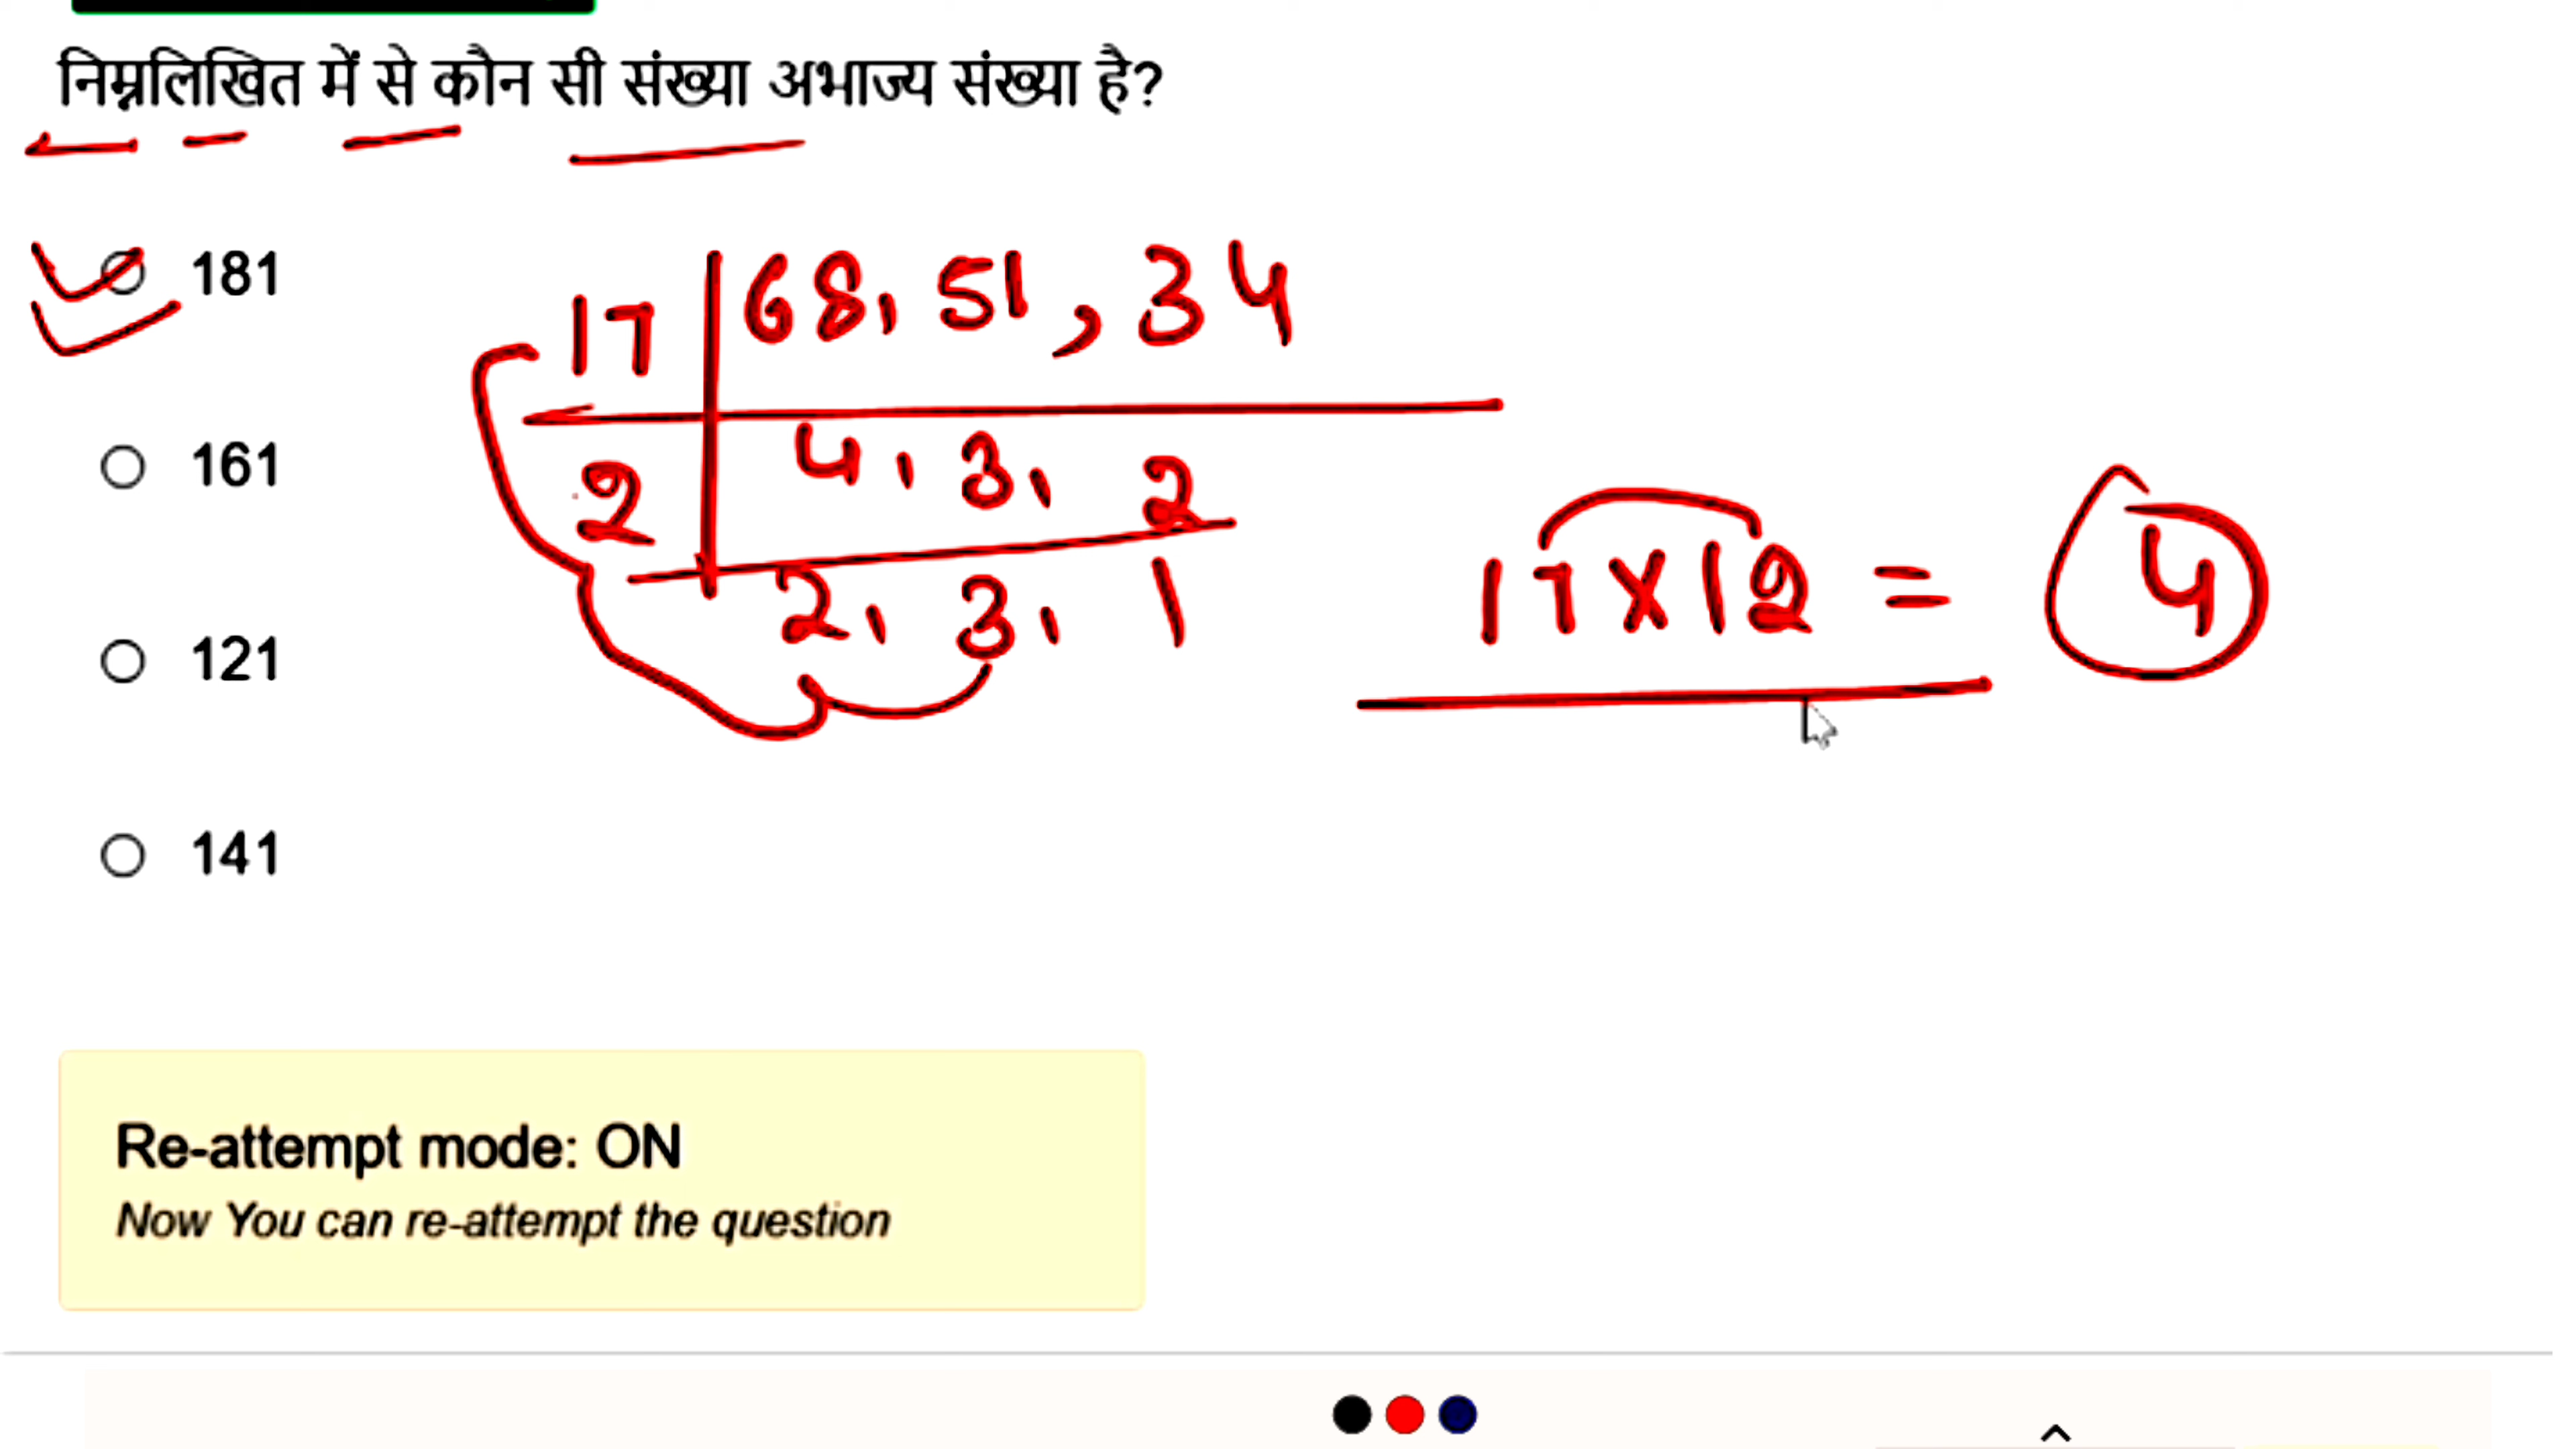 निम्नलिखित में से कौन सी संख्या अभाज्य संख्या है?
181
17 68, 51, 34
161
2 4, 3, 2
2, 3, 1
17 x 12 = 4
121
141
Re-attempt mode: ON
Now You can re-attempt the question